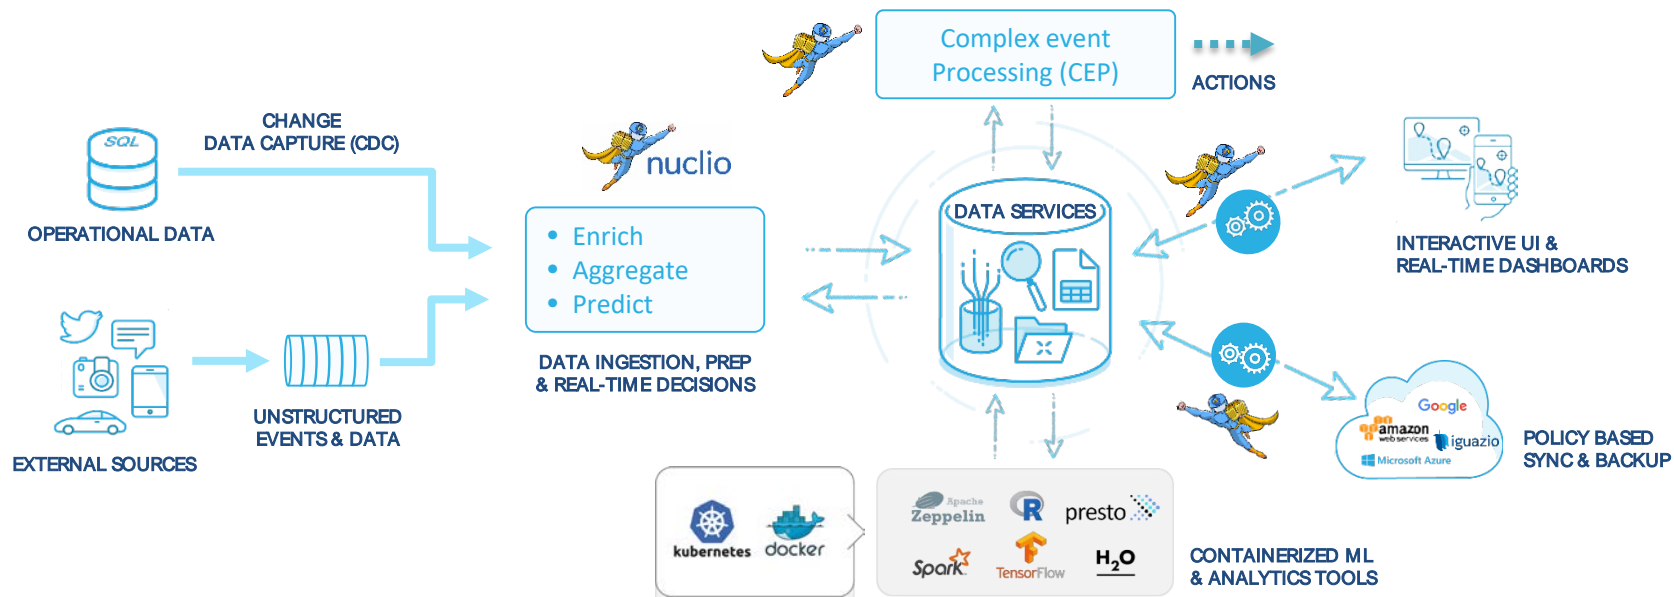 Complex event
Processing (CEP)
ACTIONS
CHANGE
DATA CAPTURE (CDC)
SQL
OPERATIONAL DATA
nuclio
• Enrich
• Aggregate
• Predict
DATA INGESTION, PREP
& REAL-TIME DECISIONS
DATA SERVICES
INTERACTIVE UI &
REAL-TIME DASHBOARDS
UNSTRUCTURED
EVENTS & DATA
EXTERNAL SOURCES
Google
amazon
web services
iguazio
Microsoft Azure
POLICY BASED
SYNC & BACKUP
kubernetes
docker
Apache
Zeppelin
R
presto
Spark
TensorFlow
H2O
CONTAINERIZED ML
& ANALYTICS TOOLS